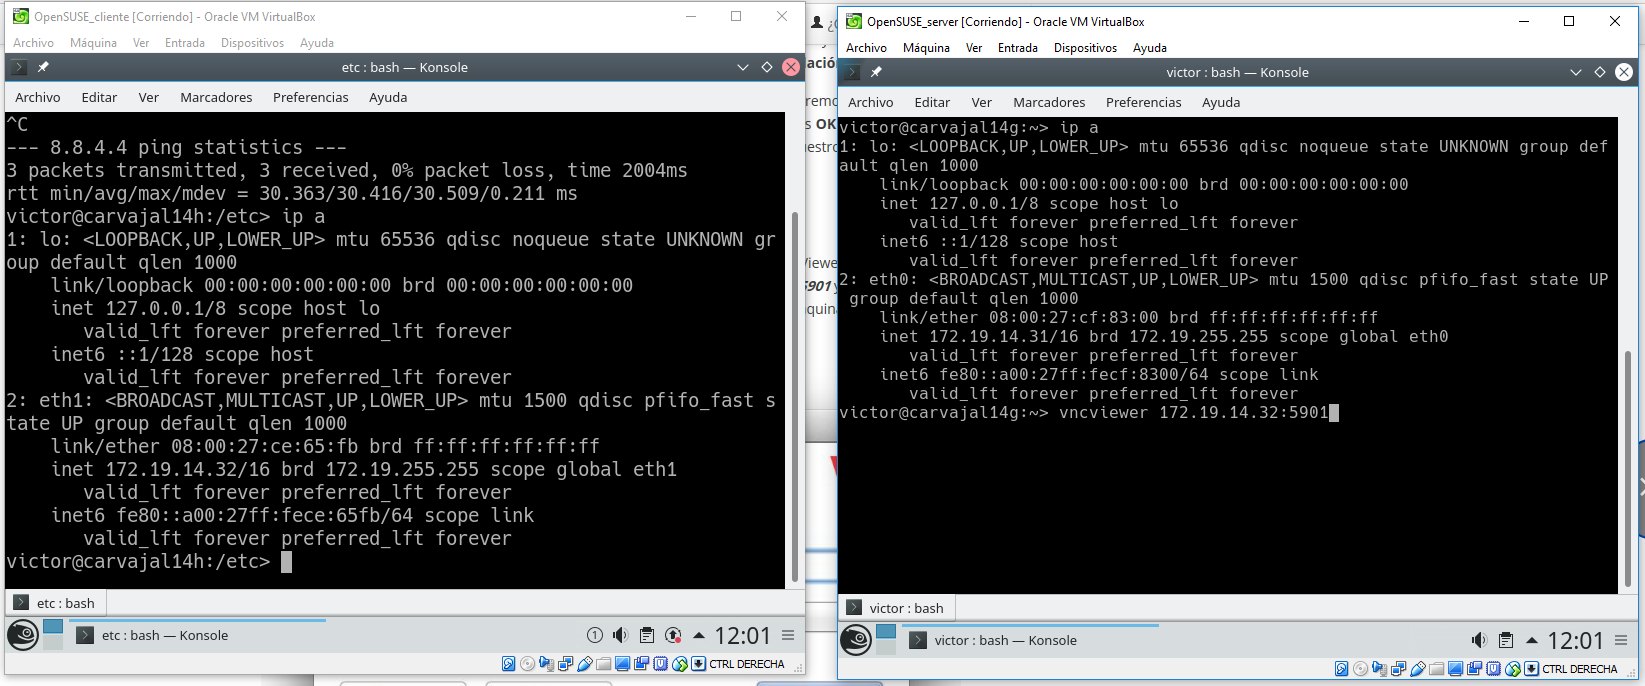 OpenSUSE_cliente [Corriendo] - Oracle VM VirtualBox
Archivo Máquina Ver Entrada Dispositivos Ayuda
etc : bash — Konsole
Archivo Editar Ver Marcadores Preferencias Ayuda
^C
--- 8.8.4.4 ping statistics ---
3 packets transmitted, 3 received, 0% packet loss, time 2004ms
rtt min/avg/max/mdev = 30.363/30.416/30.509/0.211 ms
victor@carvajal14h:/etc> ip a
1: lo: <LOOPBACK,UP,LOWER_UP> mtu 65536 qdisc noqueue state UNKNOWN gr
oup default qlen 1000
link/loopback 00:00:00:00:00:00 brd 00:00:00:00:00:00
inet 127.0.0.1/8 scope host lo
valid_lft forever preferred_lft forever
inet6 ::1/128 scope host
valid_lft forever preferred_lft forever
2: eth1: <BROADCAST,MULTICAST,UP,LOWER_UP> mtu 1500 qdisc pfifo_fast s
tate UP group default qlen 1000
link/ether 08:00:27:ce:65:fb brd ff:ff:ff:ff:ff:ff
inet 172.19.14.32/16 brd 172.19.255.255 scope global eth1
valid_lft forever preferred_lft forever
inet6 fe80::a00:27ff:fece:65fb/64 scope link
valid_lft forever preferred_lft forever
victor@carvajal14h:/etc>
etc : bash
etc : bash — Konsole
1
12:01
CTRL DERECHA
OK
5901
OpenSUSE_server [Corriendo] - Oracle VM VirtualBox
Archivo Máquina Ver Entrada Dispositivos Ayuda
victor : bash — Konsole
Archivo Editar Ver Marcadores Preferencias Ayuda
victor@carvajal14g:~> ip a
1: lo: <LOOPBACK,UP,LOWER_UP> mtu 65536 qdisc noqueue state UNKNOWN group def
ault qlen 1000
link/loopback 00:00:00:00:00:00 brd 00:00:00:00:00:00
inet 127.0.0.1/8 scope host lo
valid_lft forever preferred_lft forever
inet6 ::1/128 scope host
valid_lft forever preferred_lft forever
2: eth0: <BROADCAST,MULTICAST,UP,LOWER_UP> mtu 1500 qdisc pfifo_fast state UP
group default qlen 1000
link/ether 08:00:27:cf:83:00 brd ff:ff:ff:ff:ff:ff
inet 172.19.14.31/16 brd 172.19.255.255 scope global eth0
valid_lft forever preferred_lft forever
inet6 fe80::a00:27ff:fecf:8300/64 scope link
valid_lft forever preferred_lft forever
victor@carvajal14g:~> vncviewer 172.19.14.32:5901
victor : bash
victor : bash — Konsole
12:01
CTRL DERECHA